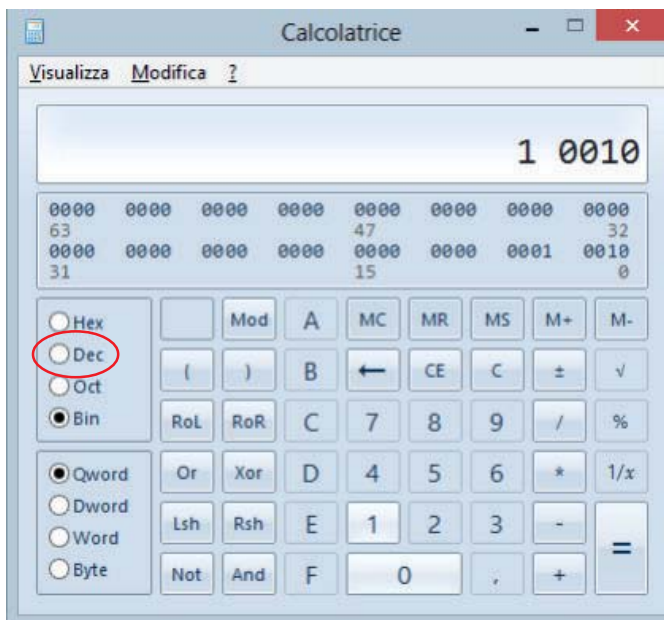 Calcolatrice
Visualizza Modifica ?
1 0010
0000 0000 0000 0000 0000 0000 0000 0000
63 47 32
0000 0000 0000 0000 0000 0000 0001 0010
31 15 0
Hex Mod A MC MR MS M+ M-
Dec ( ) B ← CE C ± √
Oct
Bin RoL RoR C 7 8 9 / %
Qword Or Xor D 4 5 6 * 1/x
Dword Lsh Rsh E 1 2 3 - =
Word
Byte Not And F 0 , +